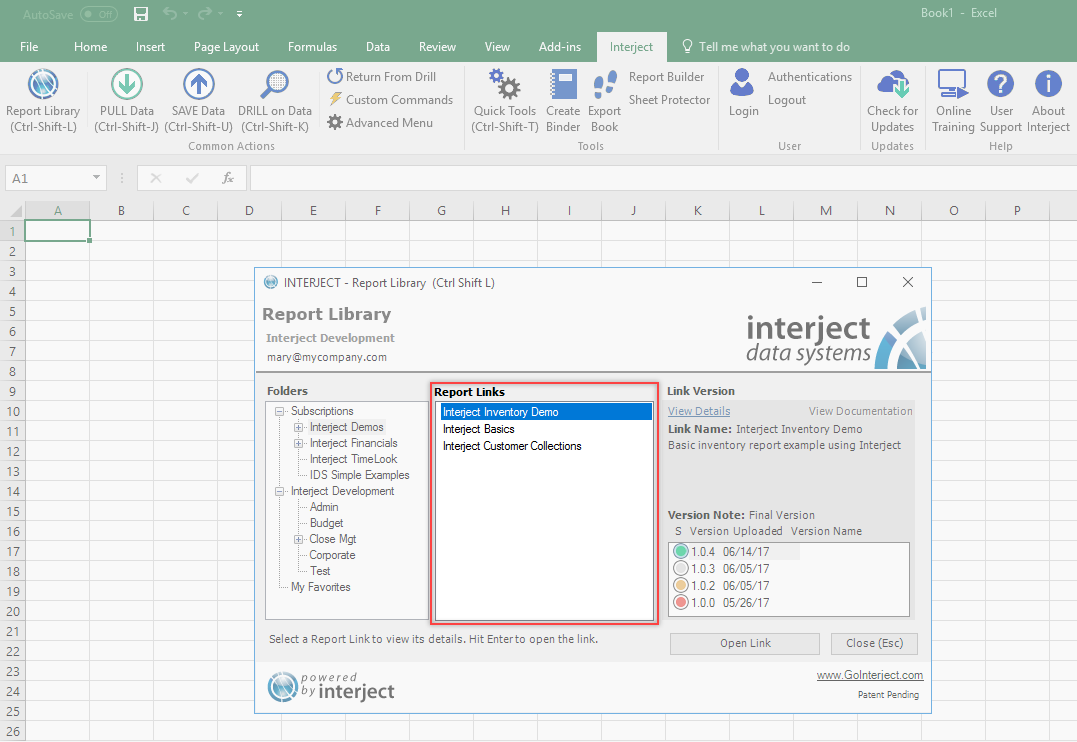 AutoSave Off
Book1 - Excel
File Home Insert Page Layout Formulas Data Review View Add-ins Interject Tell me what you want to do
Report Library
(Ctrl-Shift-L)
PULL Data
(Ctrl-Shift-J)
SAVE Data
(Ctrl-Shift-U)
DRILL on Data
(Ctrl-Shift-K)
Return From Drill
Custom Commands
Advanced Menu
Common Actions
Quick Tools
(Ctrl-Shift-T)
Create
Binder
Export
Book
Report Builder
Sheet Protector
Tools
Login
Authentications
Logout
User
Check for
Updates
Updates
Online
Training
User
Support
About
Interject
Help
A1
fx
A B C D E F G H I J K L M N O P
1
2
3
4
5
6
7
8
9
10
11
12
13
14
15
16
17
18
19
20
21
22
23
24
25
26
INTERJECT - Report Library (Ctrl Shift L)
Report Library
Interject Development
mary@mycompany.com
interject
data systems
Folders
Subscriptions
Interject Demos
Interject Financials
Interject TimeLook
IDS Simple Examples
Interject Development
Admin
Budget
Close Mgt
Corporate
Test
My Favorites
Report Links
Interject Inventory Demo
Interject Basics
Interject Customer Collections
Link Version
View Details View Documentation
Link Name: Interject Inventory Demo
Basic inventory report example using Interject
Version Note: Final Version
S Version Uploaded Version Name
1.0.4 06/14/17
1.0.3 06/05/17
1.0.2 06/05/17
1.0.0 05/26/17
Select a Report Link to view its details. Hit Enter to open the link.
Open Link Close (Esc)
powered
by interject
www.GoInterject.com
Patent Pending